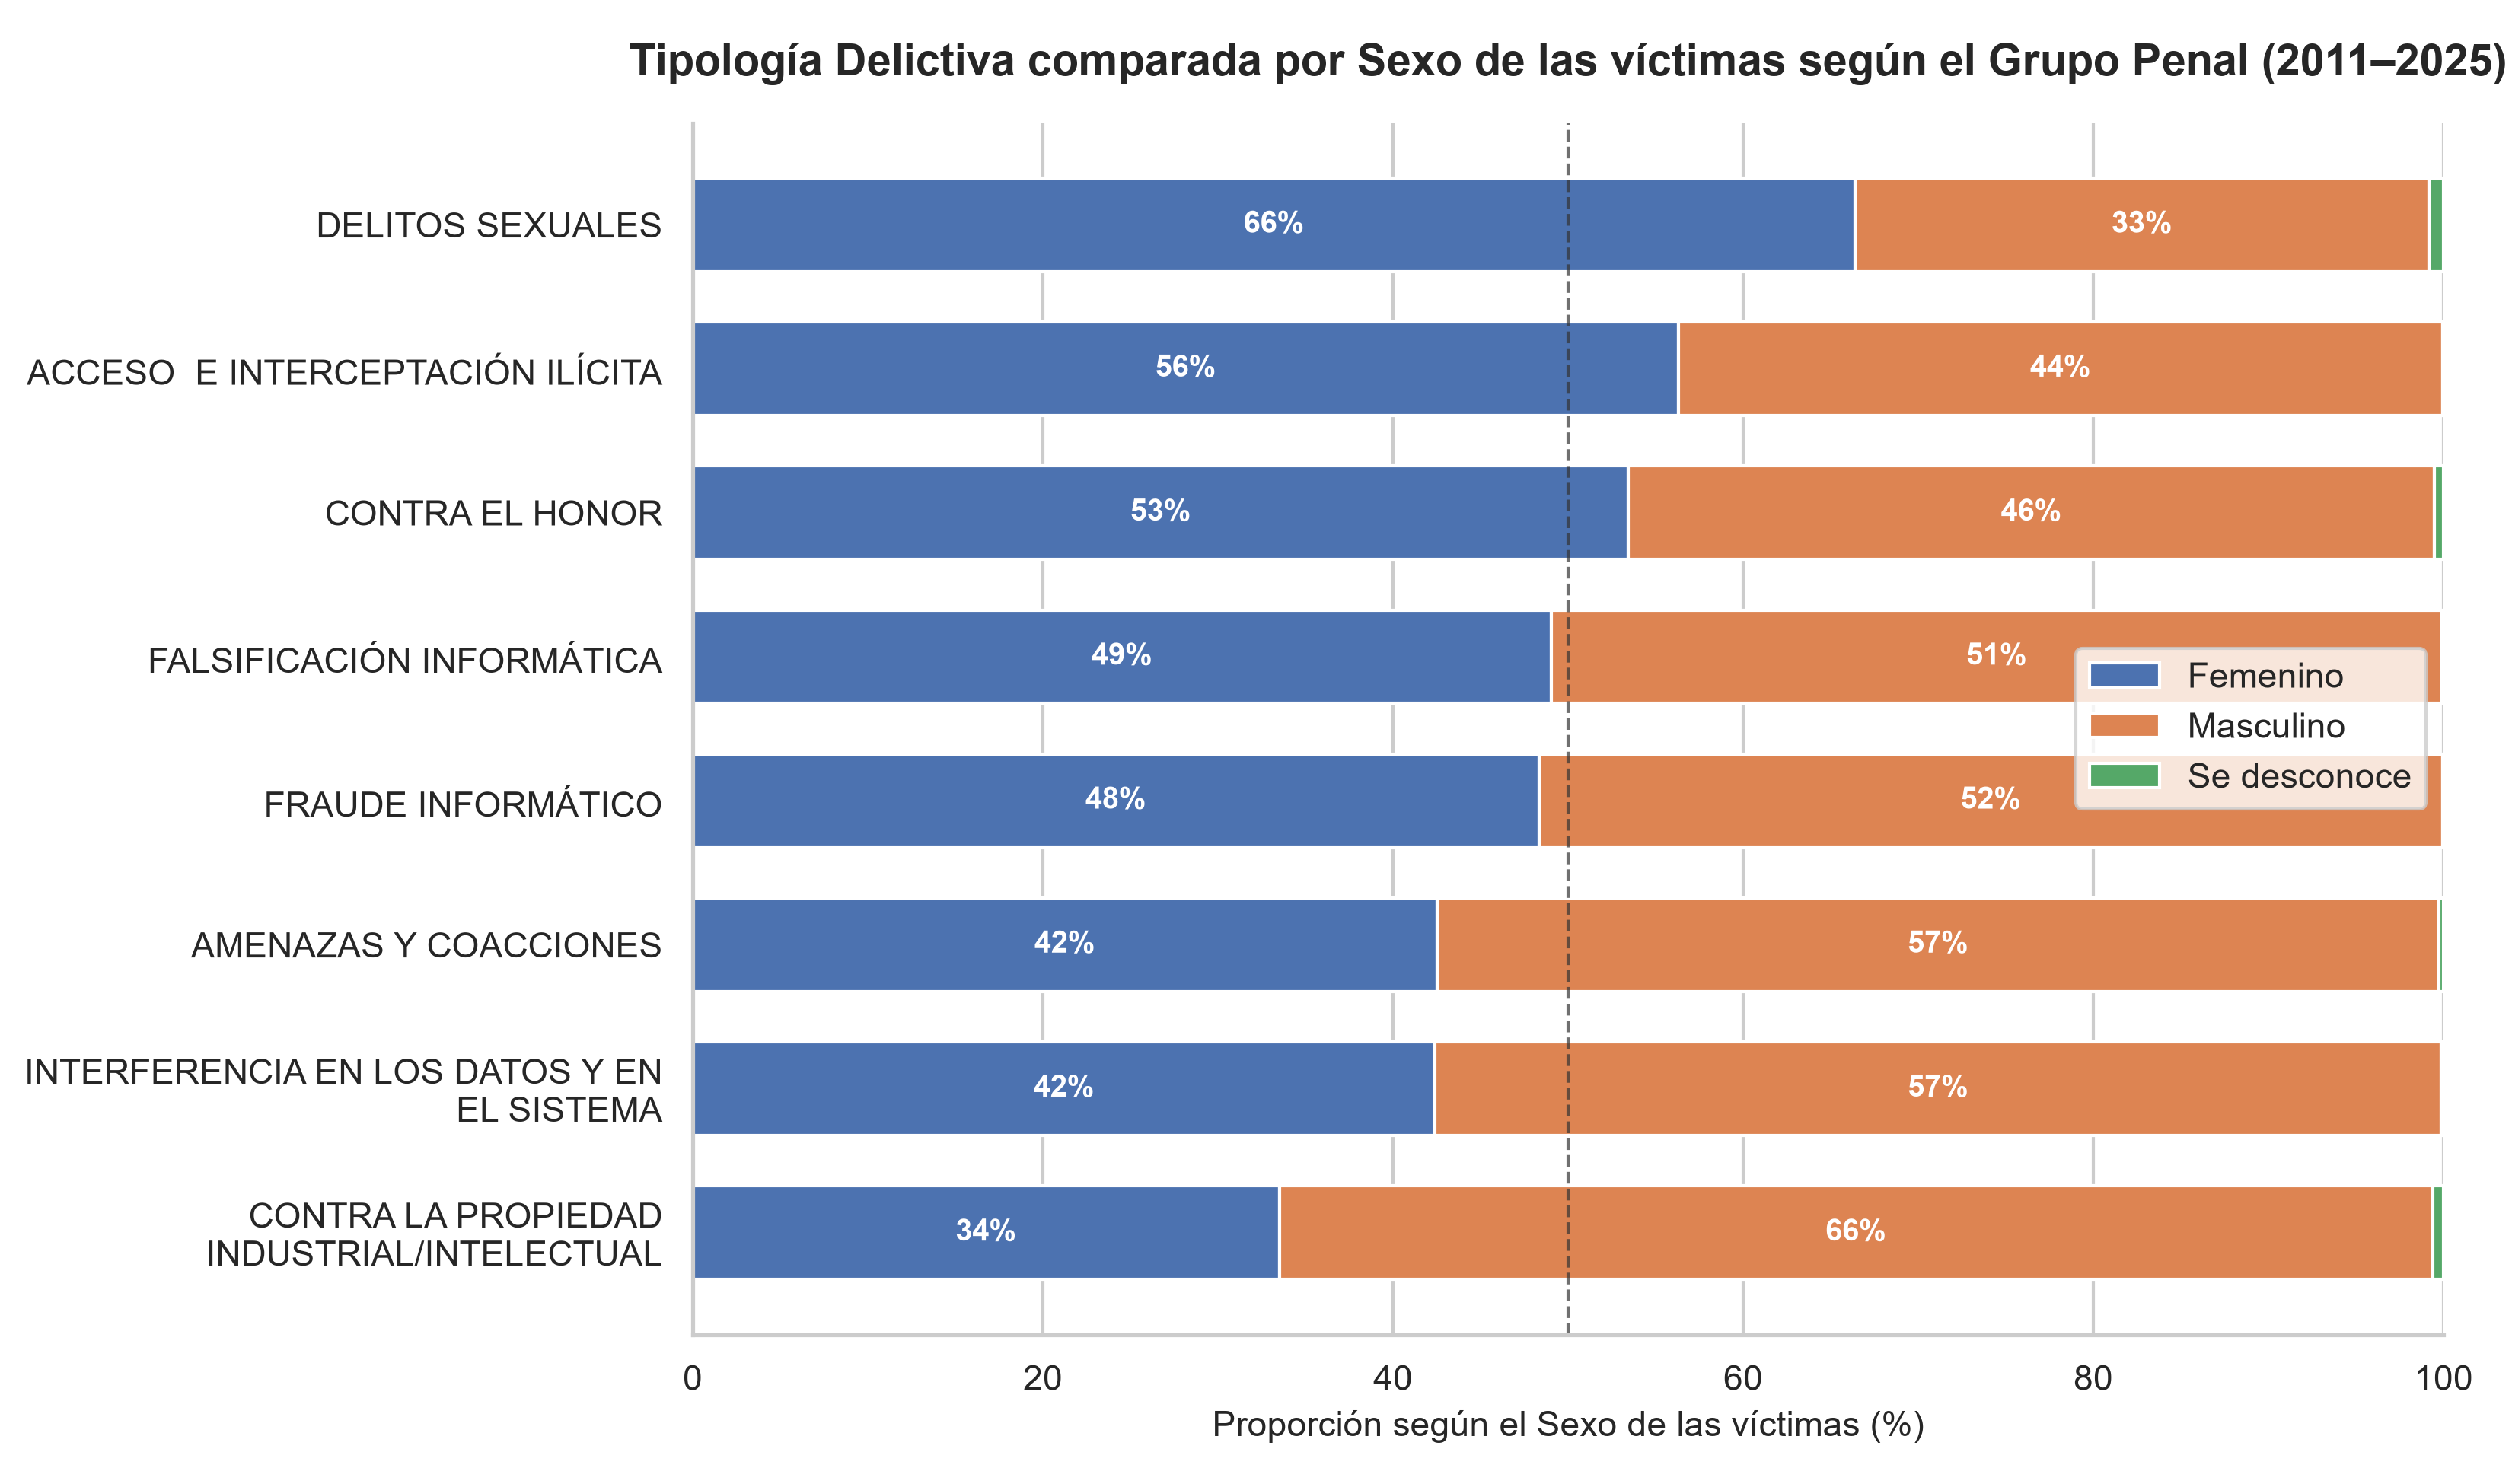 Tipología Delictiva comparada por Sexo de las víctimas según el Grupo Penal (2011–2025)
DELITOS SEXUALES
66%
33%
ACCESO  E INTERCEPTACIÓN ILÍCITA
56%
44%
CONTRA EL HONOR
53%
46%
FALSIFICACIÓN INFORMÁTICA
49%
51%
FRAUDE INFORMÁTICO
48%
52%
Femenino
Masculino
Se desconoce
AMENAZAS Y COACCIONES
42%
57%
INTERFERENCIA EN LOS DATOS Y EN
EL SISTEMA
42%
57%
CONTRA LA PROPIEDAD
INDUSTRIAL/INTELECTUAL
34%
66%
0 20 40 60 80 100
Proporción según el Sexo de las víctimas (%)